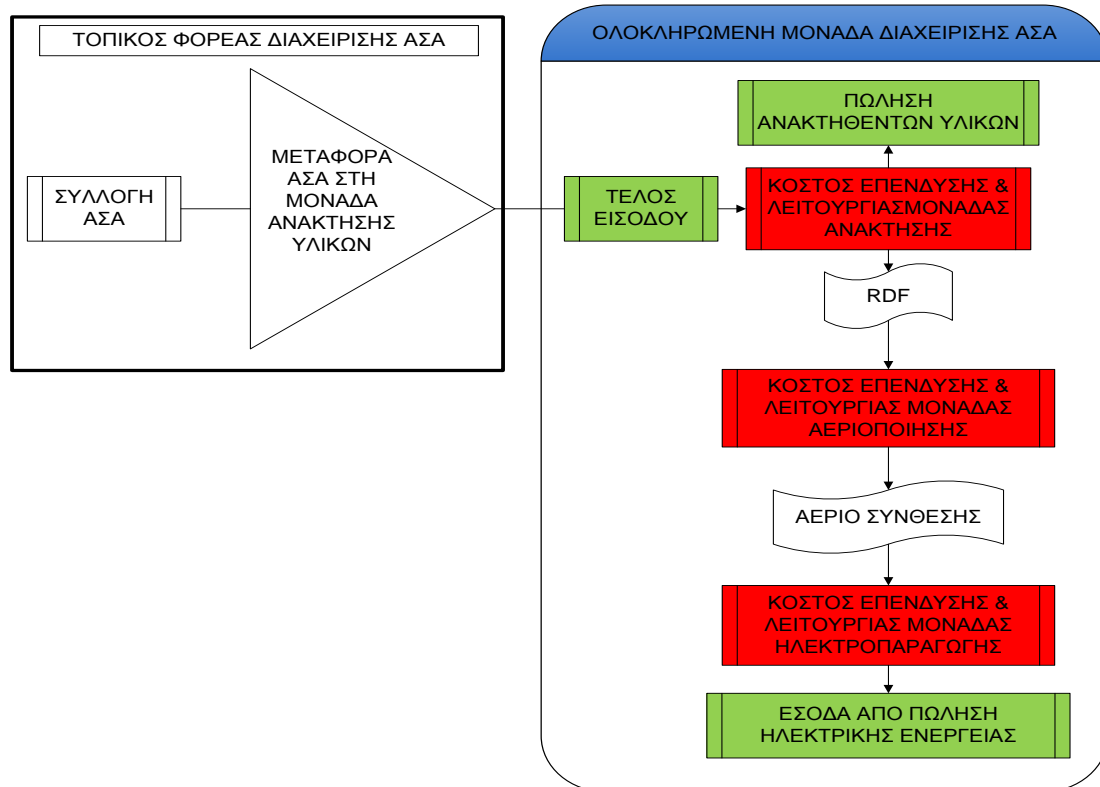 ΤΟΠΙΚΟΣ ΦΟΡΕΑΣ ΔΙΑΧΕΙΡΙΣΗΣ ΑΣΑ
ΣΥΛΛΟΓΗ
ΑΣΑ
ΜΕΤΑΦΟΡΑ
ΑΣΑ ΣΤΗ
ΜΟΝΑΔΑ
ΑΝΑΚΤΗΣΗΣ
ΥΛΙΚΩΝ
ΟΛΟΚΛΗΡΩΜΕΝΗ ΜΟΝΑΔΑ ΔΙΑΧΕΙΡΙΣΗΣ ΑΣΑ
ΠΩΛΗΣΗ
ΑΝΑΚΤΗΘΕΝΤΩΝ ΥΛΙΚΩΝ
ΤΕΛΟΣ
ΕΙΣΟΔΟΥ
ΚΟΣΤΟΣ ΕΠΕΝΔΥΣΗΣ &
ΛΕΙΤΟΥΡΓΙΑΣΜΟΝΑΔΑΣ
ΑΝΑΚΤΗΣΗΣ
RDF
ΚΟΣΤΟΣ ΕΠΕΝΔΥΣΗΣ &
ΛΕΙΤΟΥΡΓΙΑΣ ΜΟΝΑΔΑΣ
ΑΕΡΙΟΠΟΙΗΣΗΣ
ΑΕΡΙΟ ΣΥΝΘΕΣΗΣ
ΚΟΣΤΟΣ ΕΠΕΝΔΥΣΗΣ &
ΛΕΙΤΟΥΡΓΙΑΣ ΜΟΝΑΔΑΣ
ΗΛΕΚΤΡΟΠΑΡΑΓΩΓΗΣ
ΕΣΟΔΑ ΑΠΟ ΠΩΛΗΣΗ
ΗΛΕΚΤΡΙΚΗΣ ΕΝΕΡΓΕΙΑΣ